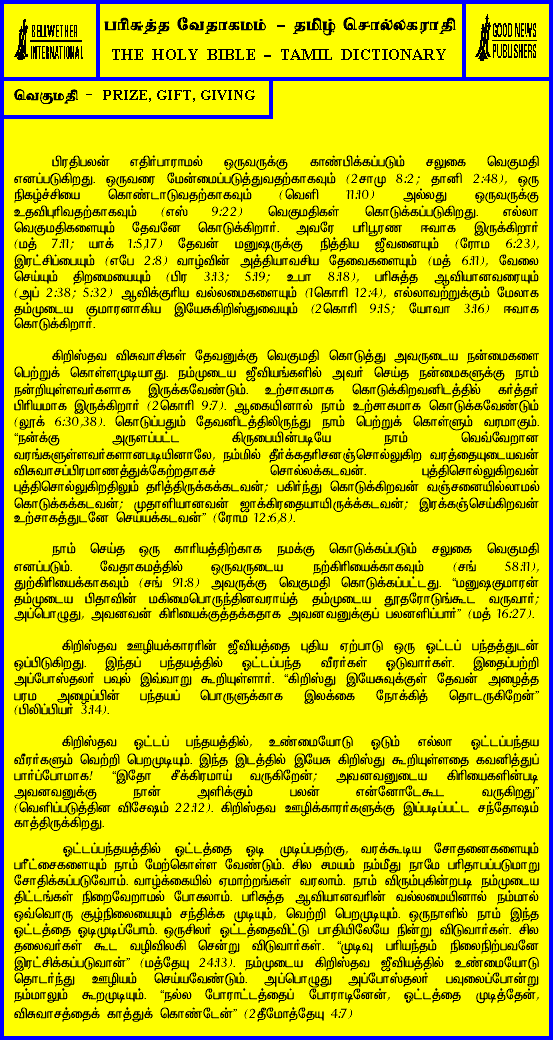 BELLWETHER
INTERNATIONAL
பரிசுத்த வேதாகமம் - தமிழ் சொல்லகராதி
THE HOLY BIBLE - TAMIL DICTIONARY
GOOD NEWS
PUBLISHERS
வெகுமதி - PRIZE, GIFT, GIVING
பிரதிபலன் எதிர்பாராமல் ஒருவருக்கு காண்பிக்கப்படும் சலுகை வெகுமதி
எனப்படுகிறது. ஒருவரை மேன்மைப்படுத்துவதற்காகவும் (2சாமு 8:2; தானி 2:48), ஒரு
நிகழ்ச்சியை கொண்டாடுவதற்காகவும் (வெளி 11:10) அல்லது ஒருவருக்கு
உதவிபுரிவதற்காகவும் (எஸ் 9:22) வெகுமதிகள் கொடுக்கப்படுகிறது. எல்லா
வெகுமதிகளையும் தேவனே கொடுக்கிறார். அவரே பரிபூரண ஈவாக இருக்கிறார்
(மத் 7:11; யாக் 1:5,17) தேவன் மனுஷருக்கு நித்திய ஜீவனையும் (ரோம 6:23),
இரட்சிப்பையும் (எபே 2:8) வாழ்வின் அத்தியாவசிய தேவைகளையும் (மத் 6:11), வேலை
செய்யும் திறமையையும் (பிர 3:13; 5:19; உபா 8:18), பரிசுத்த ஆவியானவரையும்
(அப் 2:38; 5:32) ஆவிக்குரிய வல்லமைகளையும் (1கொரி 12:4), எல்லாவற்றுக்கும் மேலாக
தம்முடைய குமாரனாகிய இயேசுகிறிஸ்துவையும் (2கொரி 9:15; யோவா 3:16) ஈவாக
கொடுக்கிறார்.
கிறிஸ்தவ விசுவாசிகள் தேவனுக்கு வெகுமதி கொடுத்து அவருடைய நன்மைகளை
பெற்றுக் கொள்ளமுடியாது. நம்முடைய ஜீவியங்களில் அவர் செய்த நன்மைகளுக்கு நாம்
நன்றியுள்ளவர்களாக இருக்கவேண்டும். உற்சாகமாக கொடுக்கிறவனிடத்தில் கர்த்தர்
பிரியமாக இருக்கிறார் (2கொரி 9:7). ஆகையினால் நாம் உற்சாகமாக கொடுக்கவேண்டும்
(லூக் 6:30,38). கொடுப்பதும் தேவனிடத்திலிருந்து நாம் பெற்றுக் கொள்ளும் வரமாகும்.
“நன்க்கு அருளப்பட்ட கிருபையின்படியே நாம் வெவ்வேறான
வரங்களுள்ளவர்களானபடியினாலே, நம்மில் தீர்க்கதரிசனஞ்சொல்லுகிற வரத்தையுடையவன்
விசுவாசப்பிரமாணத்துக்கேற்றதாகச் சொல்லக்கடவன். புத்திசொல்லுகிறவன்
புத்திசொல்லுகிறதிலும் தரித்திருக்கக்கடவன்; பகிர்ந்து கொடுக்கிறவன் வஞ்சனையில்லாமல்
கொடுக்கக்கடவன்; முதாளியானவன் ஜாக்கிரதையாயிருக்கக்கடவன்; இரக்கஞ்செய்கிறவன்
உற்சாகத்துடனே செய்யக்கடவன்” (ரோம 12:6,8).
நாம் செய்த ஒரு காரியத்திற்காக நமக்கு கொடுக்கப்படும் சலுகை வெகுமதி
எனப்படும். வேதாகமத்தில் ஒருவருடைய நற்கிரியைக்காகவும் (சங் 58:11),
துற்கிரியைக்காகவும் (சங் 91:8) அவருக்கு வெகுமதி கொடுக்கப்பட்டது. “மனுஷகுமாரன்
தம்முடைய பிதாவின் மகிமைபொருந்தினவராய்த் தம்முடைய தூதரோடுங்கூட வருவார்;
அப்பொழுது, அவனவன் கிரியைக்குத்தக்கதாக அவனவனுக்குப் பலனளிப்பார்” (மத் 16:27).
கிறிஸ்தவ ஊழியக்காரரின் ஜீவியத்தை புதிய ஏற்பாடு ஒரு ஓட்டப் பந்தத்துடன்
ஒப்பிடுகிறது. இந்தப் பந்தயத்தில் ஓட்டப்பந்த வீரர்கள் ஓடுவார்கள். இதைப்பற்றி
அப்போஸ்தலர் பவுல் இவ்வாறு கூறியுள்ளார். “கிறிஸ்து இயேசுவுக்குள் தேவன் அழைத்த
பரம அழைப்பின் பந்தயப் பொருளுக்காக இலக்கை நோக்கித் தொடருகிறேன்”
(பிலிப்பியர் 3:14).
கிறிஸ்தவ ஓட்டப் பந்தயத்தில், உண்மையோடு ஓடும் எல்லா ஓட்டப்பந்தய
வீரர்களும் வெற்றி பெறமுடியும். இந்த இடத்தில் இயேசு கிறிஸ்து கூறியுள்ளதை கவனித்துப்
பார்ப்போமாக! “இதோ சீக்கிரமாய் வருகிறேன்; அவனவனுடைய கிரியைகளின்படி
அவனவனுக்கு நான் அளிக்கும் பலன் என்னோடேகூட வருகிறது”
(வெளிப்படுத்தின விசேஷம் 22:12). கிறிஸ்தவ ஊழிக்காரர்களுக்கு இப்படிப்பட்ட சந்தோஷம்
காத்திருக்கிறது.
ஓட்டப்பந்தயத்தில் ஓட்டத்தை ஓடி முடிப்பதற்கு, வரக்கூடிய சோதனைகளையும்
பரீட்சைகளையும் நாம் மேற்கொள்ள வேண்டும். சில சமயம் நம்மீது நாமே பரிதாபப்படுமாறு
சோதிக்கப்படுவோம். வாழ்க்கையில் ஏமாற்றங்கள் வரலாம். நாம் விரும்புகின்றபடி நம்முடைய
திட்டங்கள் நிறைவேறாமல் போகலாம். பரிசுத்த ஆவியானவரின் வல்லமையினால் நம்மால்
ஒவ்வொரு சூழ்நிலையையும் சந்திக்க முடியும், வெற்றி பெறமுடியும். ஒருநாளில் நாம் இந்த
ஓட்டத்தை ஓடிமுடிப்போம். ஒருசிலர் ஓட்டத்தைவிட்டு பாதியிலேயே நின்று விடுவார்கள். சில
தலைவர்கள் கூட வழிவிலகி சென்று விடுவார்கள். “முடிவு பரியந்தம் நிலைநிற்பவனே
இரட்சிக்கப்படுவான்” (மத்தேயு 24:13). நம்முடைய கிறிஸ்தவ ஜீவியத்தில் உண்மையோடு
தொடர்ந்து ஊழியம் செய்யவேண்டும். அப்பொழுது அப்போஸ்தலர் பவுலைப்போன்று
நம்மாலும் கூறமுடியும். “நல்ல போராட்டத்தைப் போராடினேன், ஓட்டத்தை முடித்தேன்,
விசுவாசத்தைக் காத்துக் கொண்டேன்” (2தீமோத்தேயு 4:7)